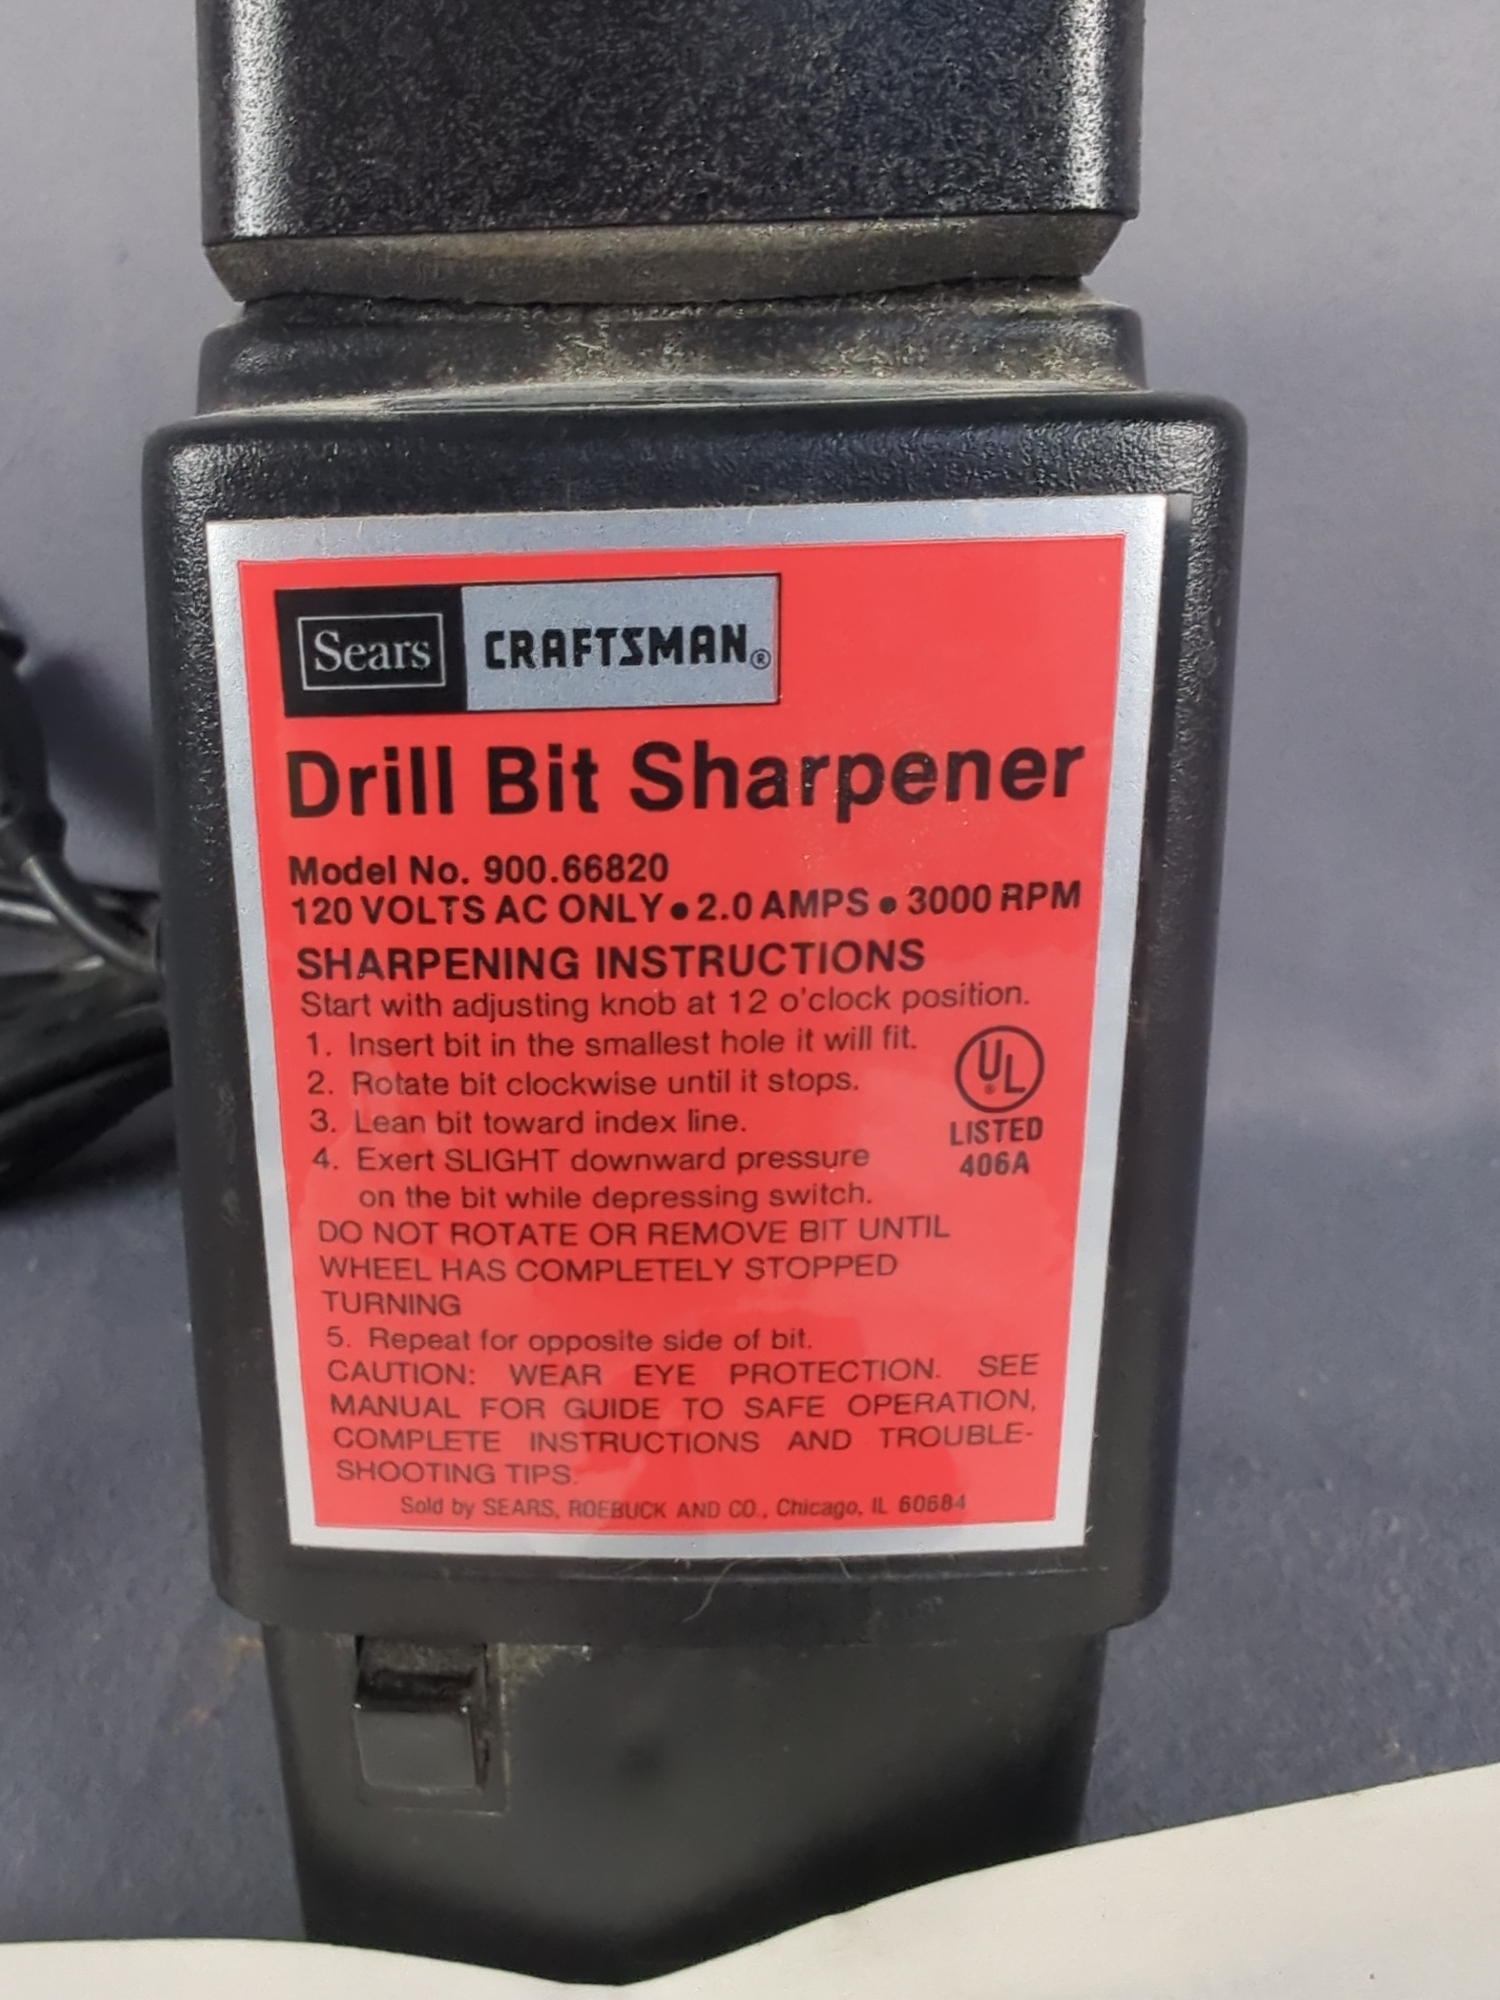 Sears CRAFTSMAN®
Drill Bit Sharpener
Model No. 900.66820
120 VOLTS AC ONLY • 2.0 AMPS • 3000 RPM
SHARPENING INSTRUCTIONS
Start with adjusting knob at 12 o'clock position.
1. Insert bit in the smallest hole it will fit.
2. Rotate bit clockwise until it stops.
3. Lean bit toward index line.
4. Exert SLIGHT downward pressure
on the bit while depressing switch.
UL®
LISTED
406A
DO NOT ROTATE OR REMOVE BIT UNTIL
WHEEL HAS COMPLETELY STOPPED
TURNING
5. Repeat for opposite side of bit.
CAUTION: WEAR EYE PROTECTION. SEE
MANUAL FOR GUIDE TO SAFE OPERATION,
COMPLETE INSTRUCTIONS AND TROUBLE-
SHOOTING TIPS.
Sold by SEARS, ROEBUCK AND CO., Chicago, IL 60684